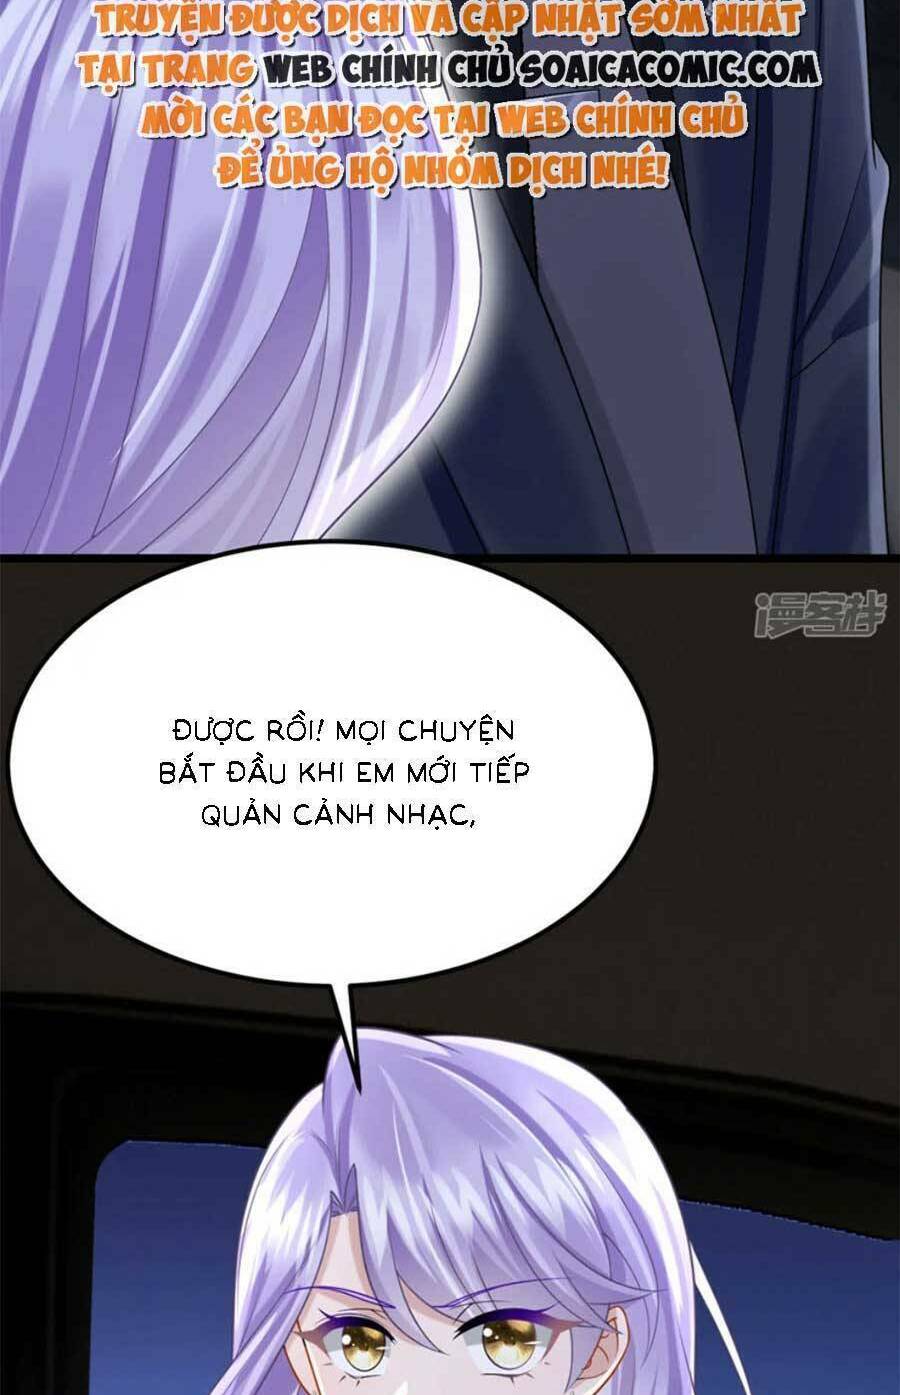 TRUYỆN ĐƯỢC DỊCH VÀ CẬP NHẬT SỚM NHẤT
TẠI TRANG WEB CHÍNH CHỦ SOAICACOMIC.COM
MỜI CÁC BẠN ĐỌC TẠI WEB CHÍNH CHỦ
ĐỂ ỦNG HỘ NHÓM DỊCH NHÉ!
漫客栈
ĐƯỢC RỒI! MỌI CHUYỆN
BẮT ĐẦU KHI EM MỚI TIẾP
QUẢN CẢNH NHẠC,